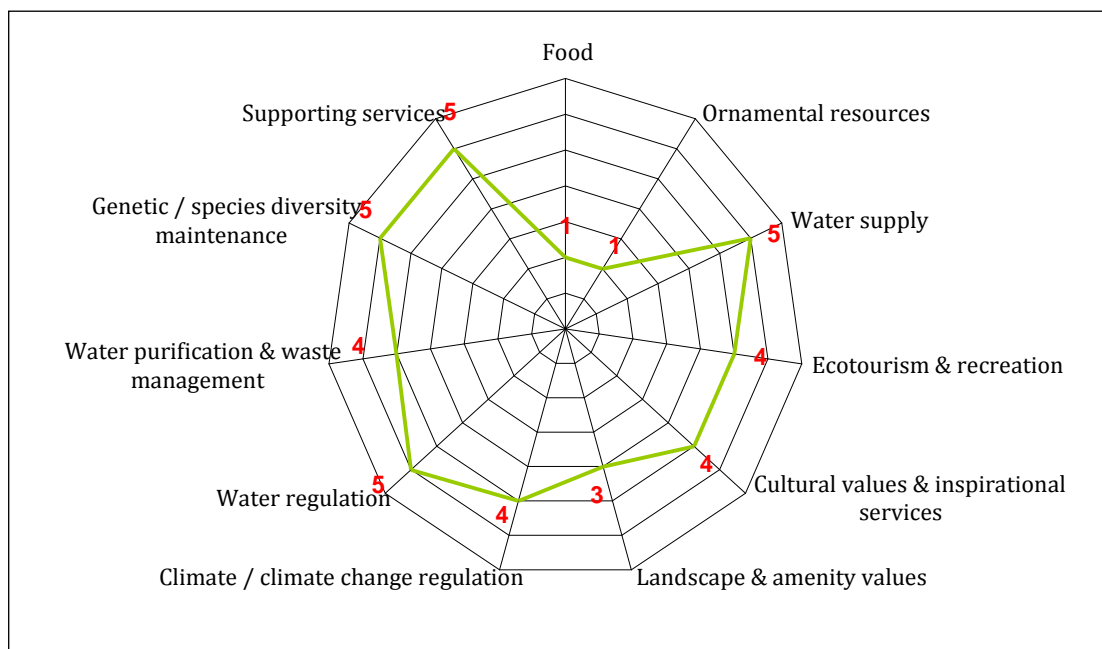 Food
Supporting services
5
Ornamental resources
Genetic / species diversity
maintenance
5
1
1
Water supply
5
Water purification & waste
management
4
4
Ecotourism & recreation
Water regulation
5
4
3
4
Cultural values & inspirational
services
Climate / climate change regulation
Landscape & amenity values